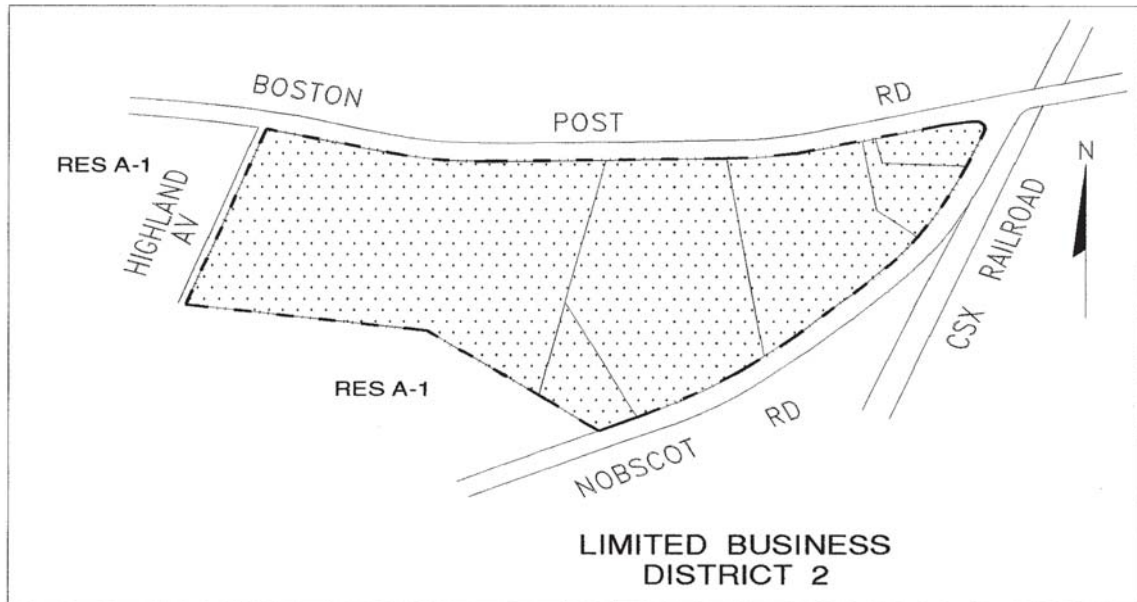 BOSTON POST RD
RES A-1
HIGHLAND
AV
N
CSX RAILROAD
RES A-1
NOBSCOT RD
LIMITED BUSINESS
DISTRICT 2